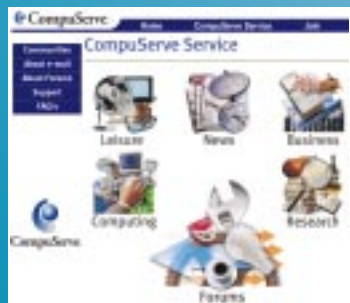 CompuServe
Home CompuServe Service Join
Communities
About e-mail
About Forums
Support
FAQs
CompuServe Service
Leisure News Business
Computing Research
CompuServe
Forums